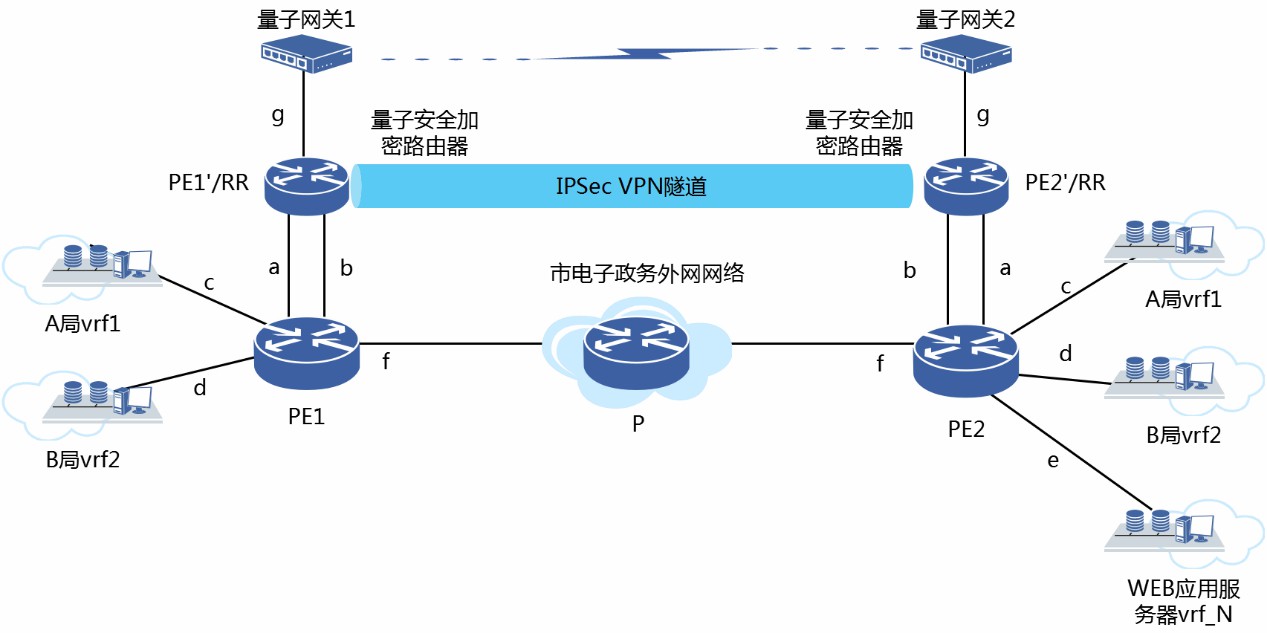 量子网关1
量子网关2
g
g
量子安全加
密路由器
量子安全加
密路由器
PE1'/RR
IPSec VPN隧道
PE2'/RR
a
b
b
a
c
市电子政务外网网络
c
A局vrf1
A局vrf1
f
f
d
d
PE1
P
PE2
B局vrf2
B局vrf2
e
WEB应用服
务器vrf_N